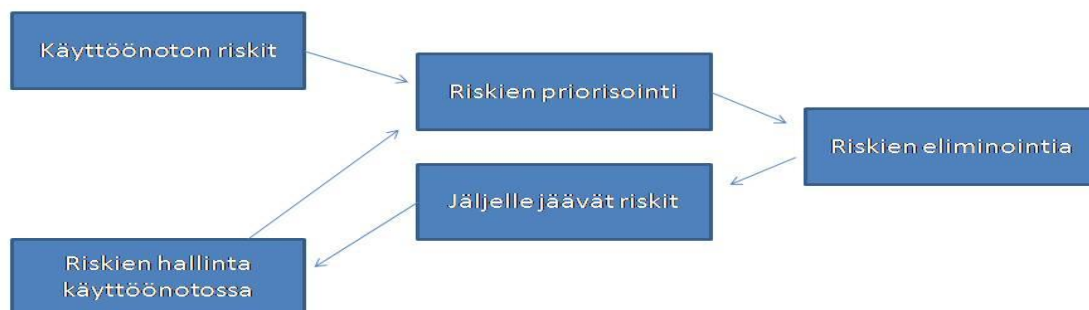 Käyttöönoton riskit
Riskien priorisointi
Riskien eliminointia
Jäljelle jäävät riskit
Riskien hallinta
käyttöönotossa